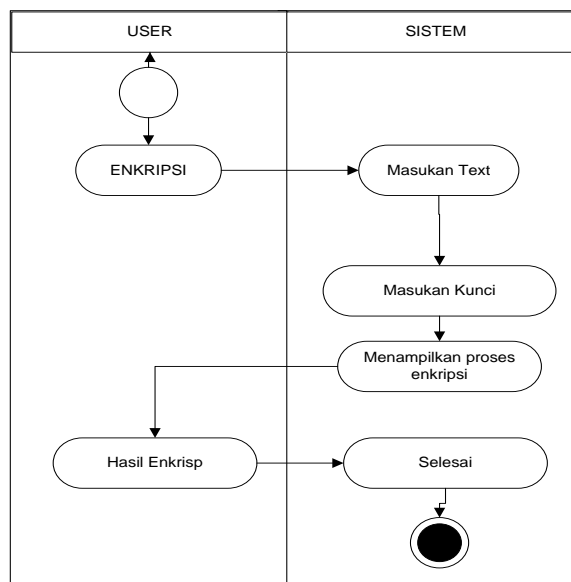 USER
SISTEM
ENKRIPSI
Masukan Text
Masukan Kunci
Menampilkan proses
enkripsi
Hasil Enkrisp
Selesai